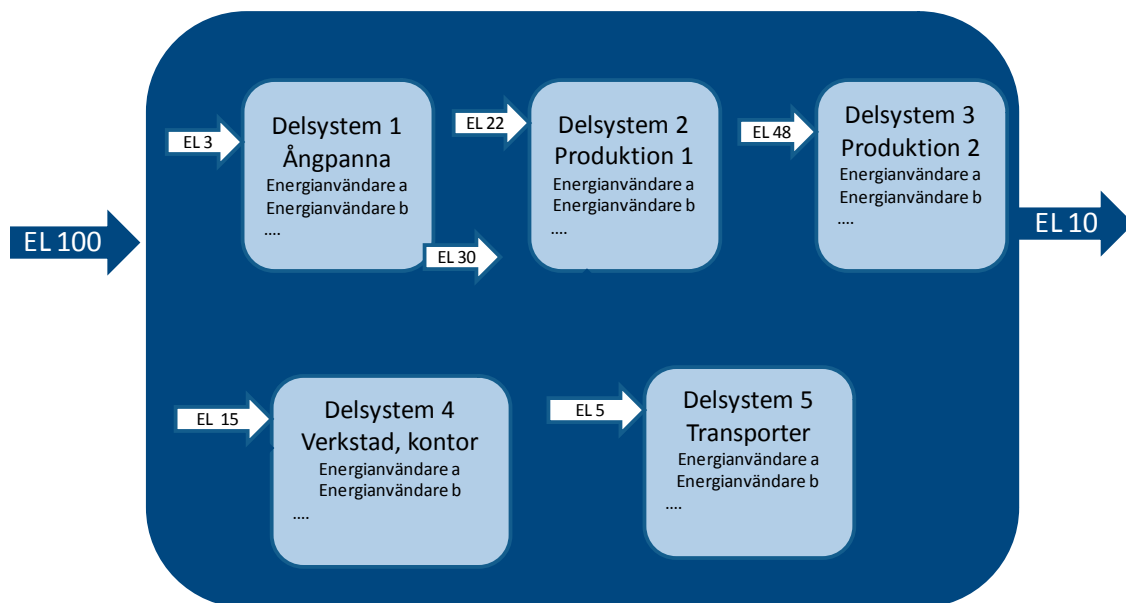 EL 100
EL 3
Delsystem 1
Ångpanna
Energianvändare a
Energianvändare b
....
EL 30
EL 22
Delsystem 2
Produktion 1
Energianvändare a
Energianvändare b
....
EL 48
Delsystem 3
Produktion 2
Energianvändare a
Energianvändare b
....
EL 10
EL 15
Delsystem 4
Verkstad, kontor
Energianvändare a
Energianvändare b
....
EL 5
Delsystem 5
Transporter
Energianvändare a
Energianvändare b
....